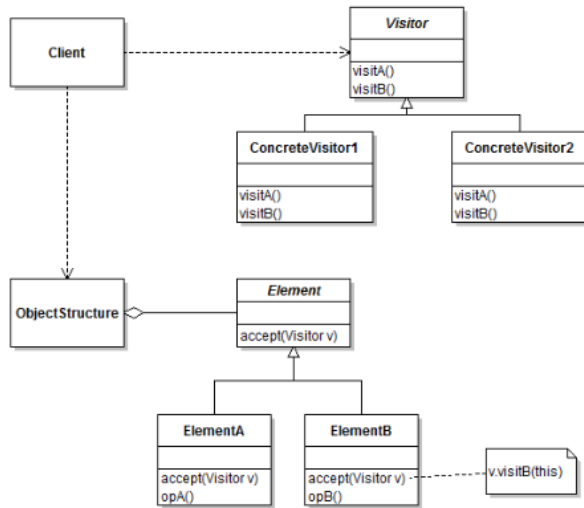 Visitor
Client
visitA()
visitB()
ConcreteVisitor1
ConcreteVisitor2
visitA()
visitB()
visitA()
visitB()
Element
ObjectStructure
accept(Visitor v)
ElementA
ElementB
accept(Visitor v)
opA()
accept(Visitor v)
opB()
v.visitB(this)